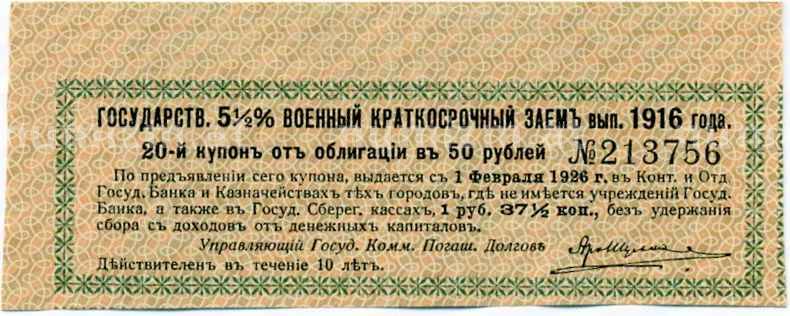 ГОСУДАРСТВ. 5½% ВОЕННЫЙ КРАТКОСРОЧНЫЙ ЗАЕМЪ вып. 1916 года.
20-й купонъ отъ облигаціи въ 50 рублей №213756
По предъявленіи сего купона, выдается съ 1 Февраля 1926 г. въ Конт. и Отд
Госуд. Банка и Казначействахъ тѣхъ городовъ, гдѣ не имѣется учрежденій Госуд.
Банка, а также въ Госуд. Сберег. кассахъ, 1 руб. 37½ коп., безъ удержанія
сбора съ доходовъ отъ денежныхъ капиталовъ.
Управляющій Госуд. Комм. Погаш. Долговъ
Дѣйствителенъ въ теченіе 10 лѣтъ.